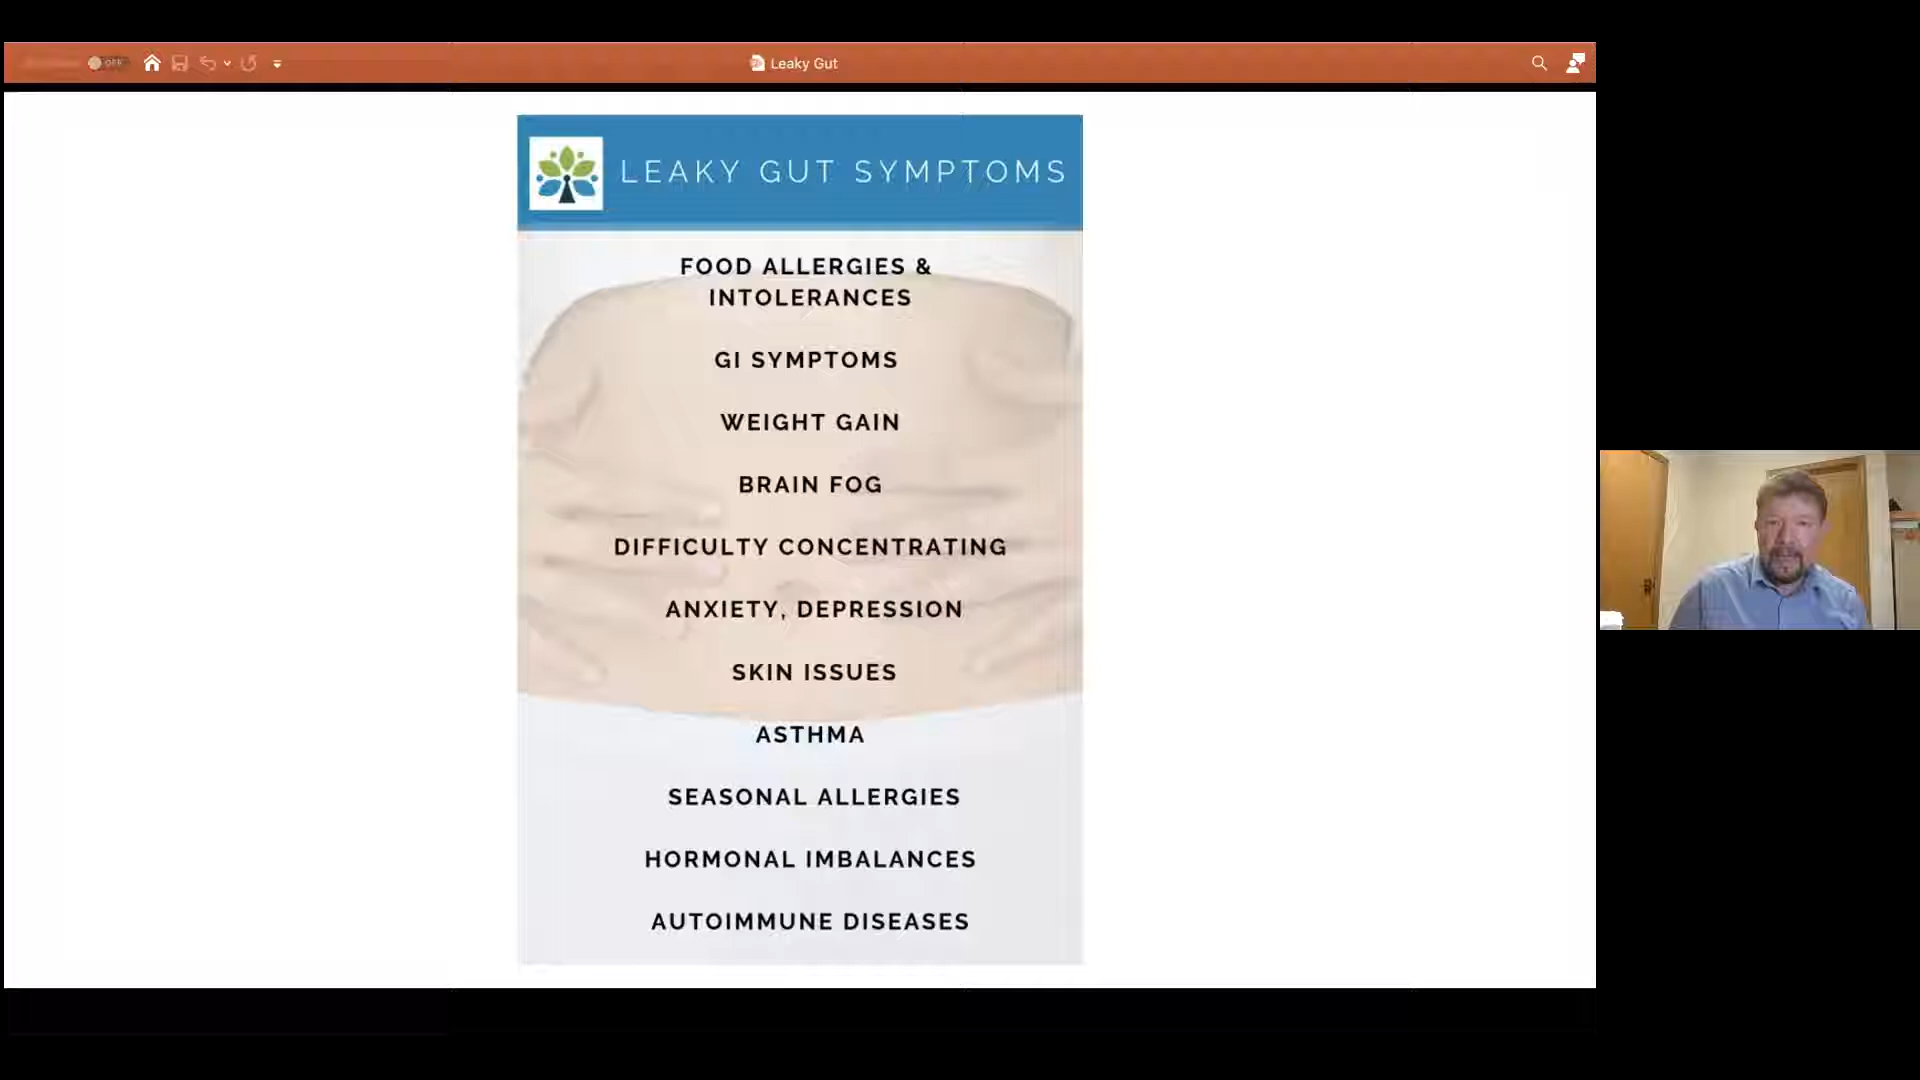 OFF
Leaky Gut
LEAKY GUT SYMPTOMS
FOOD ALLERGIES &
INTOLERANCES
GI SYMPTOMS
WEIGHT GAIN
BRAIN FOG
DIFFICULTY CONCENTRATING
ANXIETY, DEPRESSION
SKIN ISSUES
ASTHMA
SEASONAL ALLERGIES
HORMONAL IMBALANCES
AUTOIMMUNE DISEASES